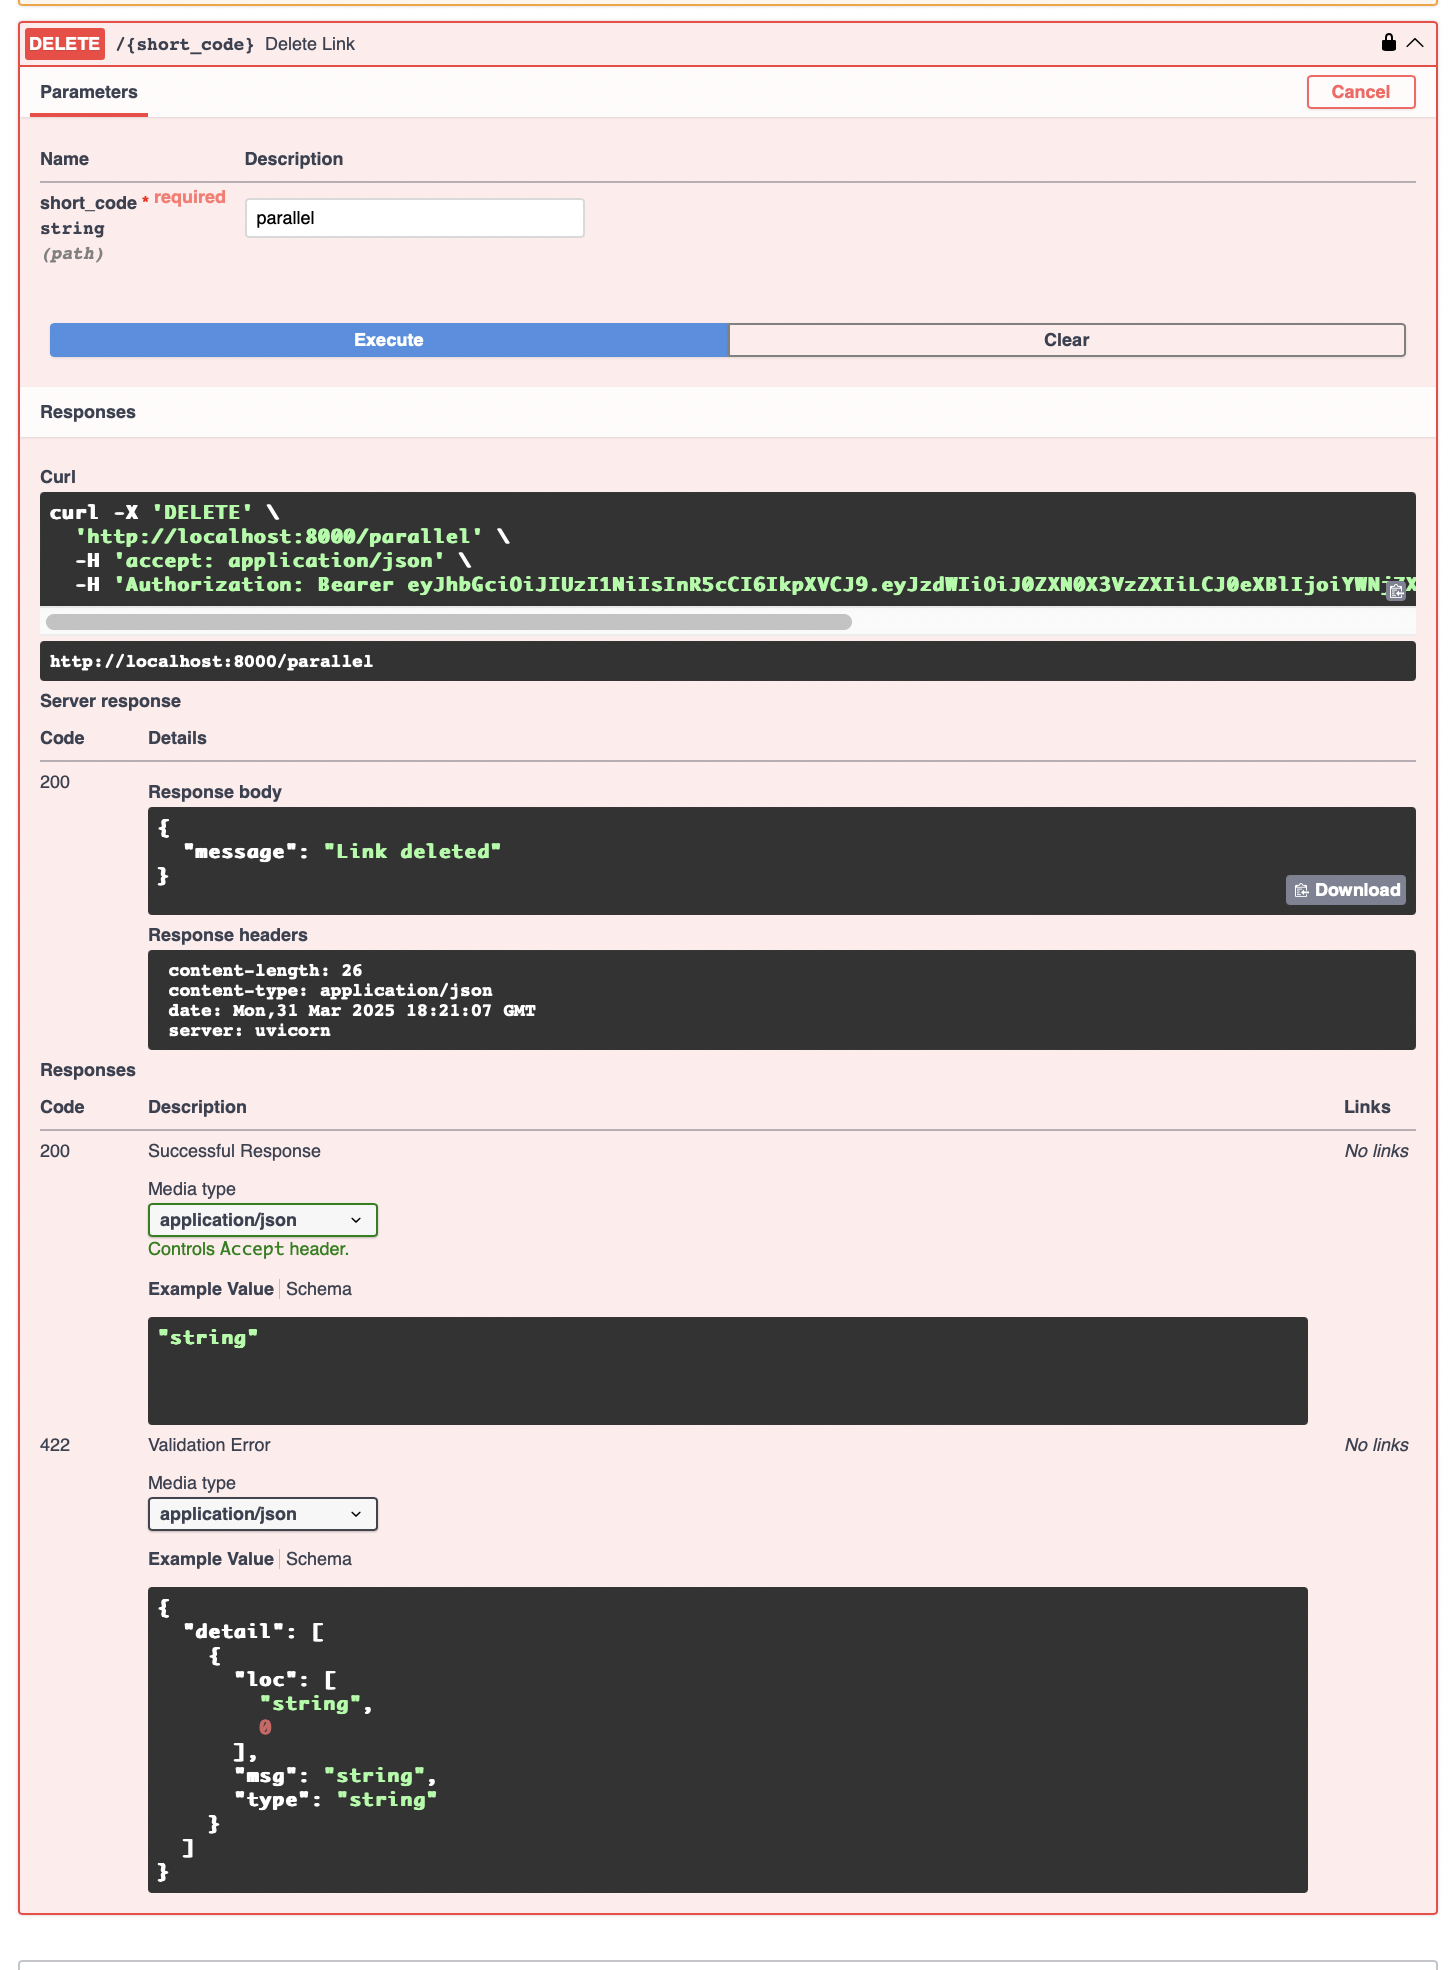 DELETE /{short_code} Delete Link
Parameters
Cancel
Name Description
short_code * required
string
(path)
parallel
Execute
Clear
Responses
Curl
curl -X 'DELETE' \
'http://localhost:8000/parallel' \
-H 'accept: application/json' \
-H 'Authorization: Bearer eyJhbGciOiJIUzI1NiIsInR5cCI6IkpXVCJ9.eyJzdWIiOiJ0ZXN0X3VzZXIiLCJ0eXBlIjoiYWNjZX
http://localhost:8000/parallel
Server response
Code Details
200
Response body
{
"message": "Link deleted"
}
Download
Response headers
content-length: 26
content-type: application/json
date: Mon,31 Mar 2025 18:21:07 GMT
server: uvicorn
Responses
Code Description Links
200 Successful Response No links
Media type
application/json
Controls Accept header.
Example Value Schema
"string"
422 Validation Error No links
Media type
application/json
Example Value Schema
{
"detail": [
{
"loc": [
"string",
0
],
"msg": "string",
"type": "string"
}
]
}